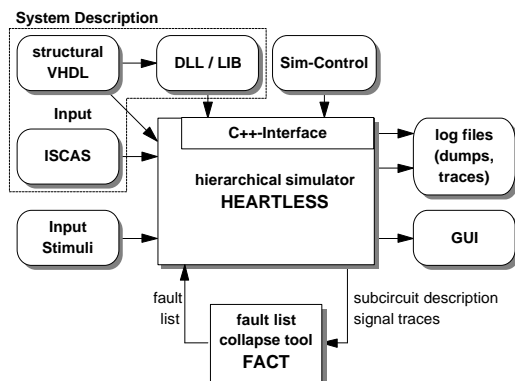 System Description
structural
VHDL
DLL / LIB
Sim-Control
Input
C++-Interface
ISCAS
hierarchical simulator
HEARTLESS
log files
(dumps,
traces)
Input
Stimuli
GUI
fault
list
subcircuit description
signal traces
fault list
collapse tool
FACT